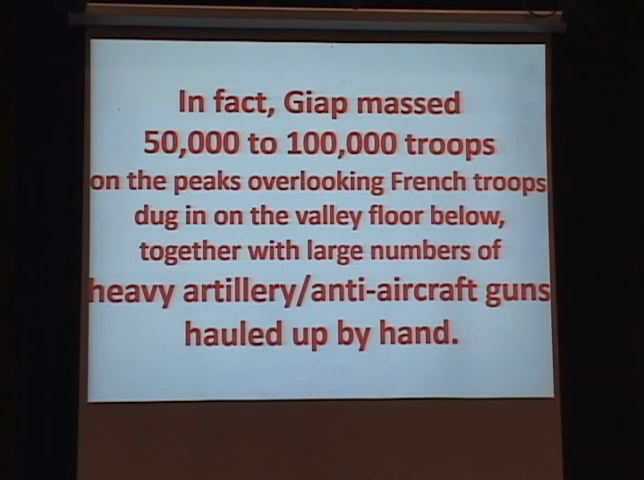 In fact, Giap massed
50,000 to 100,000 troops
on the peaks overlooking French troops
dug in on the valley floor below,
together with large numbers of
heavy artillery/anti-aircraft guns
hauled up by hand.